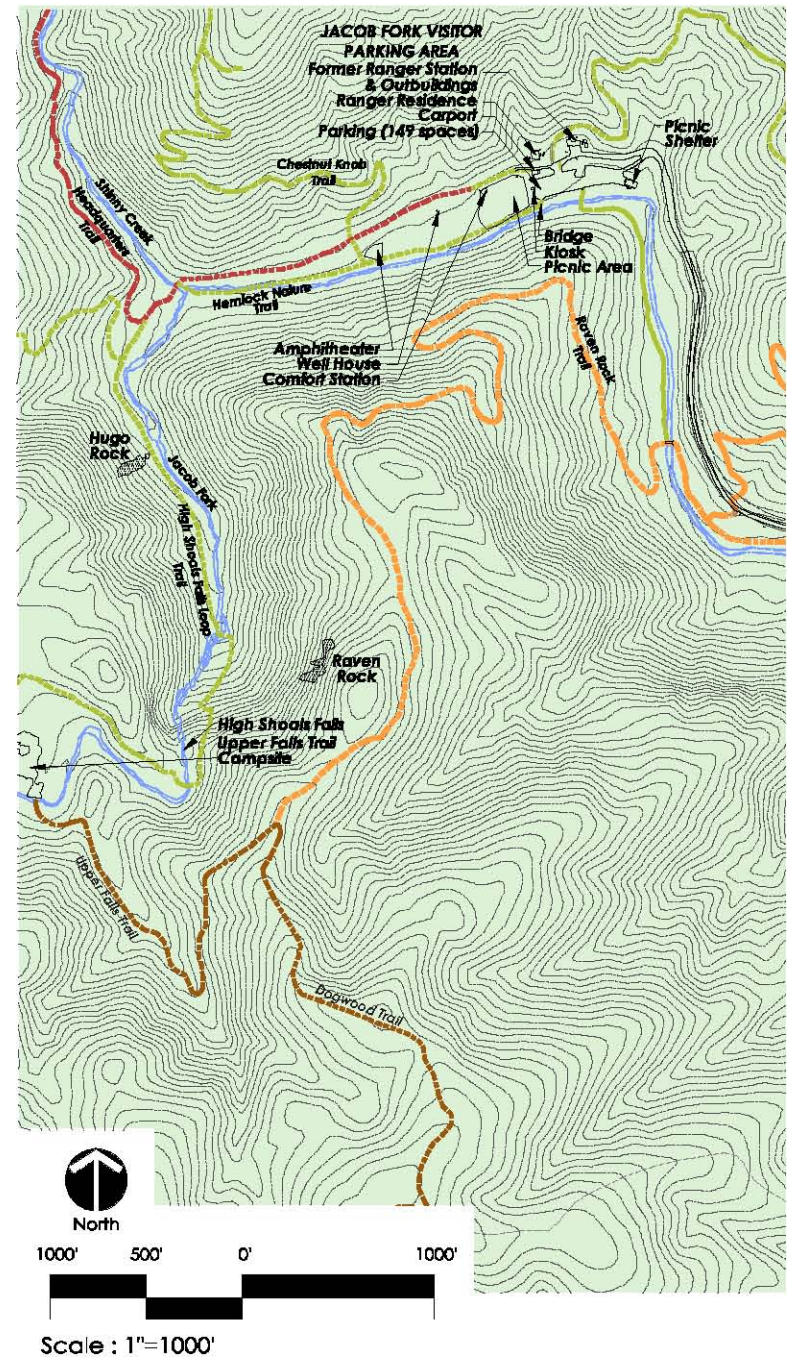 JACOB FORK VISITOR
PARKING AREA
Former Ranger Station
& Outbuildings
Ranger Residence
Carport
Parking (149 spaces)
Picnic
Shelter
Chestnut Knob
Trail
Shinny Creek
Headquarters
Trail
Bridge
Kiosk
Picnic Area
Hemlock Nature
Trail
Amphitheater
Well House
Comfort Station
Raven Rock
Trail
Hugo
Rock
Jacob Fork
High Shoals Falls Loop
Trail
Raven
Rock
High Shoals Falls
Upper Falls Trail
Campsite
Upper Falls Trail
Dogwood Trail
North
1000' 500' 0' 1000'
Scale : 1"=1000'